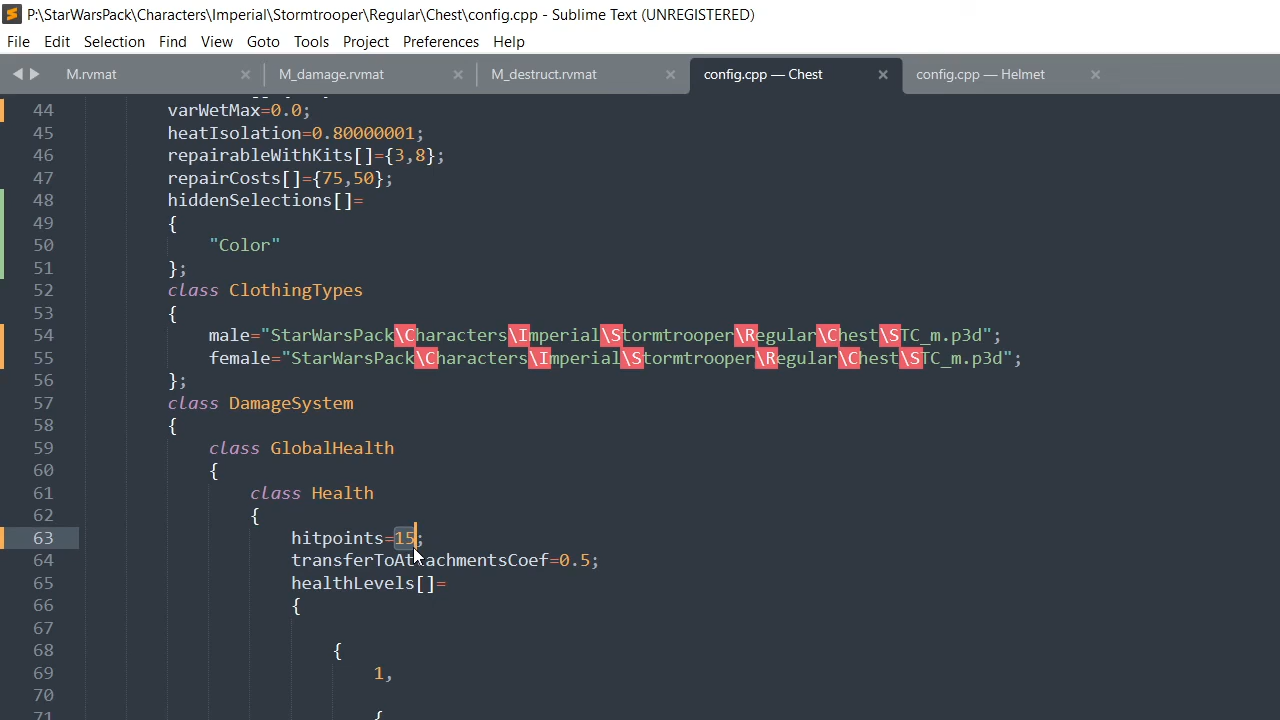 P:\StarWarsPack\Characters\Imperial\Stormtrooper\Regular\Chest\config.cpp - Sublime Text (UNREGISTERED)
File Edit Selection Find View Goto Tools Project Preferences Help
M.rvmat M_damage.rvmat M_destruct.rvmat config.cpp — Chest config.cpp — Helmet
44 varWetMax=0.0;
45 heatIsolation=0.80000001;
46 repairableWithKits[]={3,8};
47 repairCosts[]={75,50};
48 hiddenSelections[]=
49 {
50 "Color"
51 };
52 class ClothingTypes
53 {
54 male="StarWarsPack\Characters\Imperial\Stormtrooper\Regular\Chest\STC_m.p3d";
55 female="StarWarsPack\Characters\Imperial\Stormtrooper\Regular\Chest\STC_m.p3d";
56 };
57 class DamageSystem
58 {
59 class GlobalHealth
60 {
61 class Health
62 {
63 hitpoints=15;
64 transferToAttachmentsCoef=0.5;
65 healthLevels[]=
66 {
67
68 {
69 1,
70
71 {